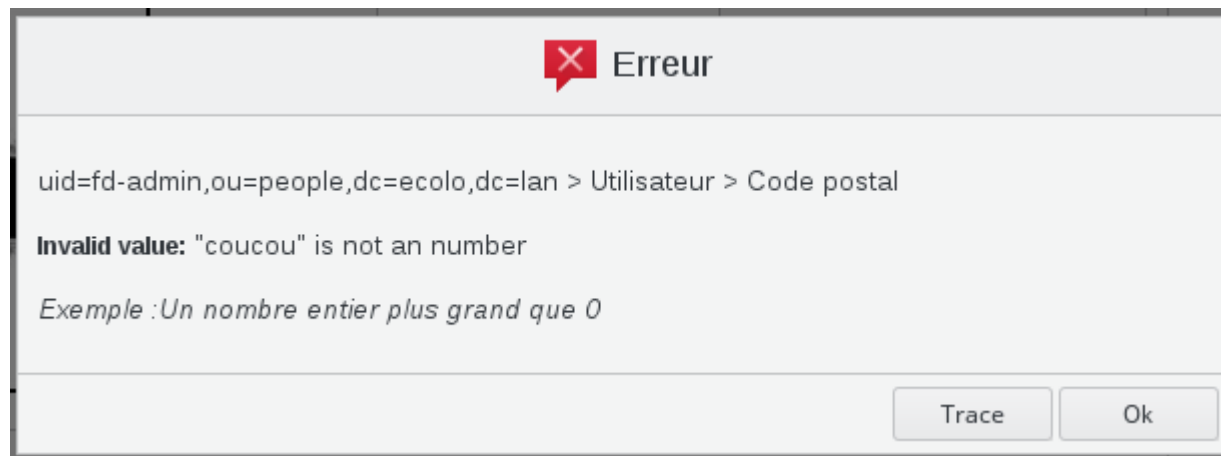 Erreur
uid=fd-admin,ou=people,dc=ecolo,dc=lan > Utilisateur > Code postal
Invalid value: "coucou" is not an number
Exemple :Un nombre entier plus grand que 0
Trace
Ok